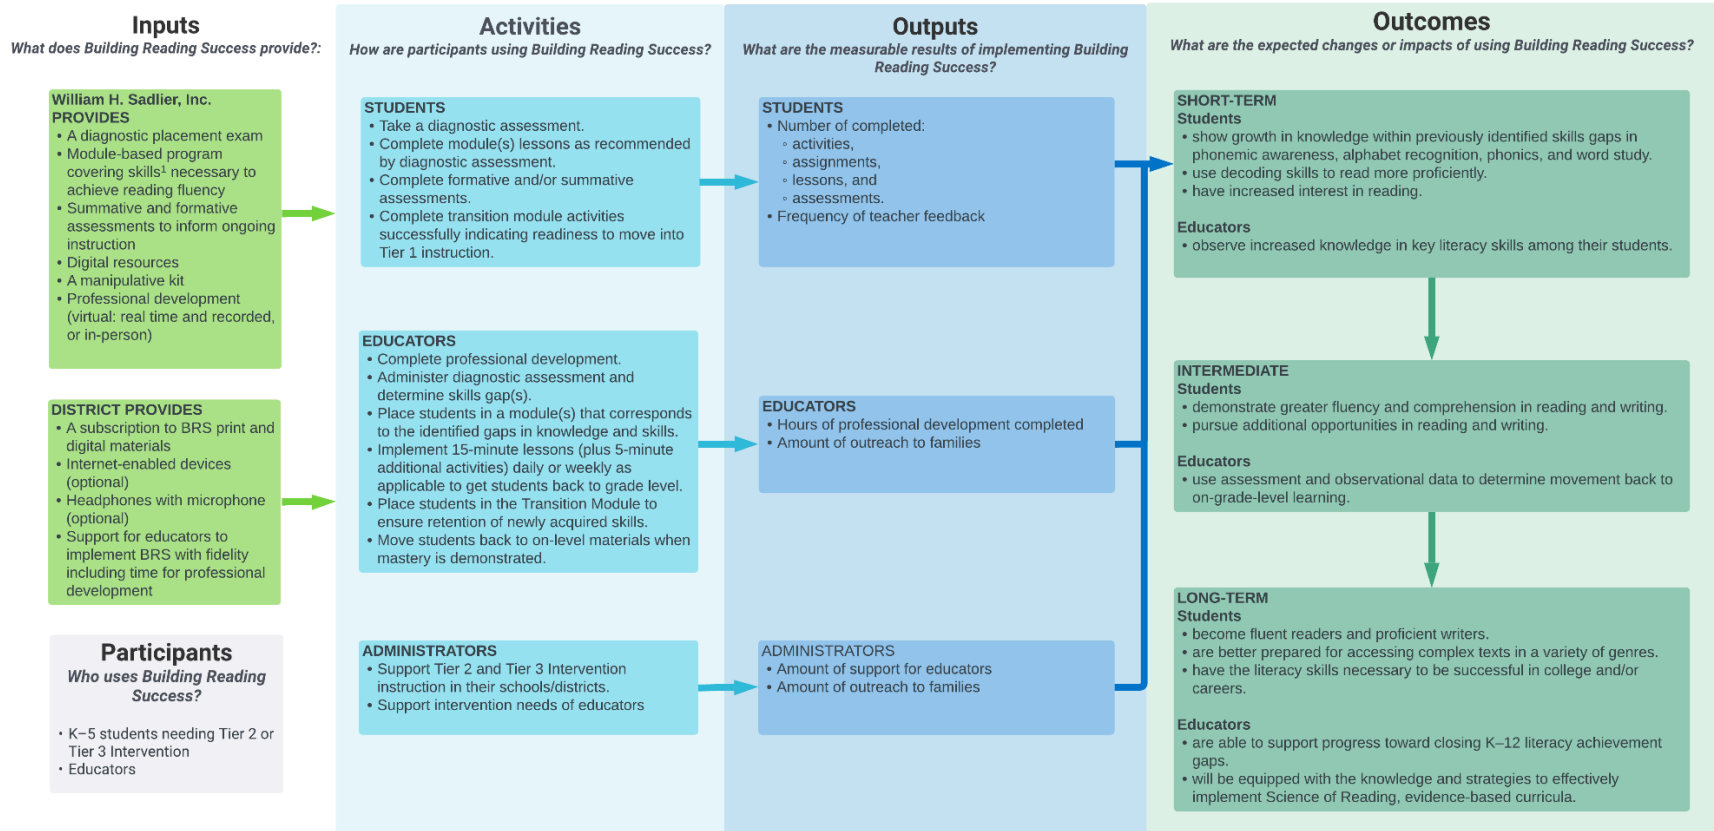 Inputs
What does Building Reading Success provide?:
William H. Sadlier, Inc.
PROVIDES
• A diagnostic placement exam
• Module-based program
covering skills¹ necessary to
achieve reading fluency
• Summative and formative
assessments to inform ongoing
instruction
• Digital resources
• A manipulative kit
• Professional development
(virtual: real time and recorded,
or in-person)
DISTRICT PROVIDES
• A subscription to BRS print and
digital materials
• Internet-enabled devices
(optional)
• Headphones with microphone
(optional)
• Support for educators to
implement BRS with fidelity
including time for professional
development
Participants
Who uses Building Reading
Success?
• K–5 students needing Tier 2 or
Tier 3 Intervention
• Educators
Activities
How are participants using Building Reading Success?
STUDENTS
• Take a diagnostic assessment.
• Complete module(s) lessons as recommended
by diagnostic assessment.
• Complete formative and/or summative
assessments.
• Complete transition module activities
successfully indicating readiness to move into
Tier 1 instruction.
EDUCATORS
• Complete professional development.
• Administer diagnostic assessment and
determine skills gap(s).
• Place students in a module(s) that corresponds
to the identified gaps in knowledge and skills.
• Implement 15-minute lessons (plus 5-minute
additional activities) daily or weekly as
applicable to get students back to grade level.
• Place students in the Transition Module to
ensure retention of newly acquired skills.
• Move students back to on-level materials when
mastery is demonstrated.
ADMINISTRATORS
• Support Tier 2 and Tier 3 Intervention
instruction in their schools/districts.
• Support intervention needs of educators
Outputs
What are the measurable results of implementing Building
Reading Success?
STUDENTS
• Number of completed:
◦ activities,
◦ assignments,
◦ lessons, and
◦ assessments.
• Frequency of teacher feedback
EDUCATORS
• Hours of professional development completed
• Amount of outreach to families
ADMINISTRATORS
• Amount of support for educators
• Amount of outreach to families
Outcomes
What are the expected changes or impacts of using Building Reading Success?
SHORT-TERM
Students
• show growth in knowledge within previously identified skills gaps in
phonemic awareness, alphabet recognition, phonics, and word study.
• use decoding skills to read more proficiently.
• have increased interest in reading.
Educators
• observe increased knowledge in key literacy skills among their students.
INTERMEDIATE
Students
• demonstrate greater fluency and comprehension in reading and writing.
• pursue additional opportunities in reading and writing.
Educators
• use assessment and observational data to determine movement back to
on-grade-level learning.
LONG-TERM
Students
• become fluent readers and proficient writers.
• are better prepared for accessing complex texts in a variety of genres.
• have the literacy skills necessary to be successful in college and/or
careers.
Educators
• are able to support progress toward closing K–12 literacy achievement
gaps.
• will be equipped with the knowledge and strategies to effectively
implement Science of Reading, evidence-based curricula.